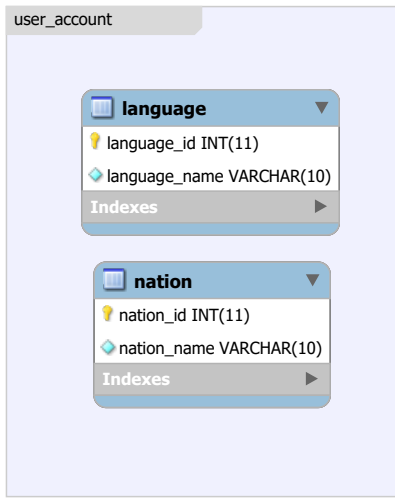 user_account
language
language_id INT(11)
language_name VARCHAR(10)
Indexes
nation
nation_id INT(11)
nation_name VARCHAR(10)
Indexes